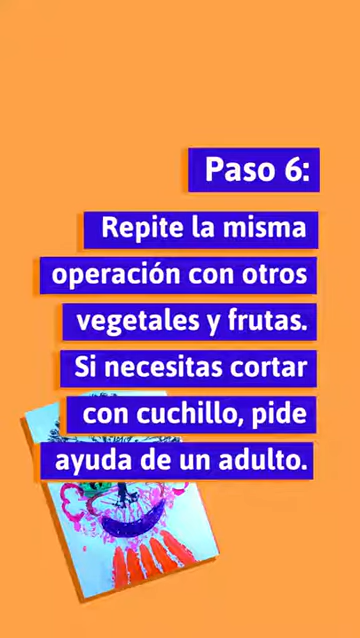 Paso 6:
Repite la misma
operación con otros
vegetales y frutas.
Si necesitas cortar
con cuchillo, pide
ayuda de un adulto.